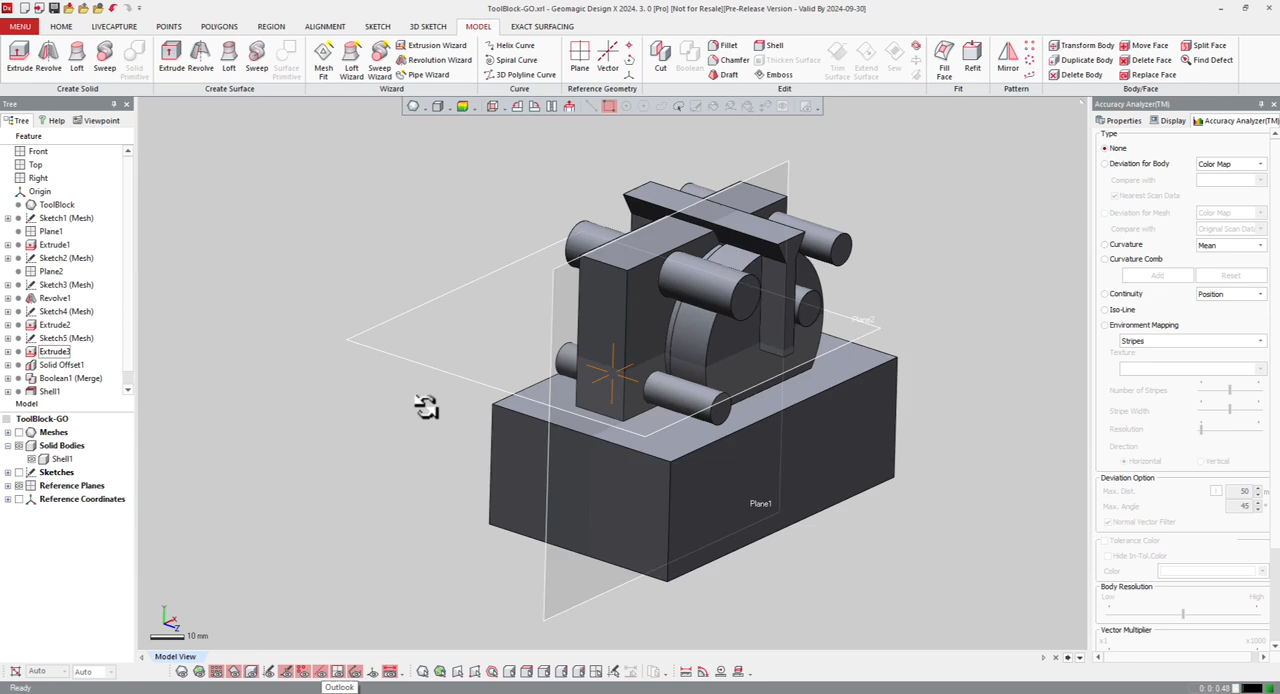 ToolBlock-GO.xrl - Geomagic Design X 2024. 3. 0 [Pro] [Not for Resale][Pre-Release Version - Valid By 2024-09-30]
MENU HOME LIVECAPTURE POINTS POLYGONS REGION ALIGNMENT SKETCH 3D SKETCH MODEL EXACT SURFACING
Extrude Revolve Loft Sweep Solid Primitive
Create Solid
Extrude Revolve Loft Sweep Surface Primitive
Create Surface
Mesh Fit Loft Wizard Sweep Wizard Extrusion Wizard
Revolution Wizard
Pipe Wizard
Wizard
Helix Curve
Spiral Curve
3D Polyline Curve
Curve
Plane Vector
Reference Geometry
Cut Boolean Fillet Shell
Chamfer Thicken Surface
Draft Emboss
Trim Surface Extend Surface Sew
Edit
Fill Face Refit
Fit
Mirror
Pattern
Transform Body Move Face Split Face
Duplicate Body Delete Face Find Defect
Delete Body Replace Face
Body/Face
Tree
Tree Help Viewpoint
Feature
Front
Top
Right
Origin
ToolBlock
Sketch1 (Mesh)
Plane1
Extrude1
Sketch2 (Mesh)
Plane2
Sketch3 (Mesh)
Revolve1
Sketch4 (Mesh)
Extrude2
Sketch5 (Mesh)
Extrude3
Solid Offset1
Boolean1 (Merge)
Shell1
Model
ToolBlock-GO
Meshes
Solid Bodies
Shell1
Sketches
Reference Planes
Reference Coordinates
Plane2
Plane1
Y
X
Z
10 mm
Model View
Accuracy Analyzer(TM)
Properties Display Accuracy Analyzer(TM)
Type
None
Deviation for Body Color Map
Compare with
Nearest Scan Data
Deviation for Mesh Color Map
Compare with Original Scan Data
Curvature Mean
Curvature Comb
Add Reset
Continuity Position
Iso-Line
Environment Mapping
Stripes
Texture
Number of Stripes
Stripe Width
Resolution
Direction
Horizontal Vertical
Deviation Option
Max. Dist. 50
Max. Angle 45
Normal Vector Filter
Tolerance Color
Hide In-Tol.Color
Color
Body Resolution
Low High
Vector Multiplier
x1 x1000
Auto Auto
Ready
Outlook
0: 0: 0.48